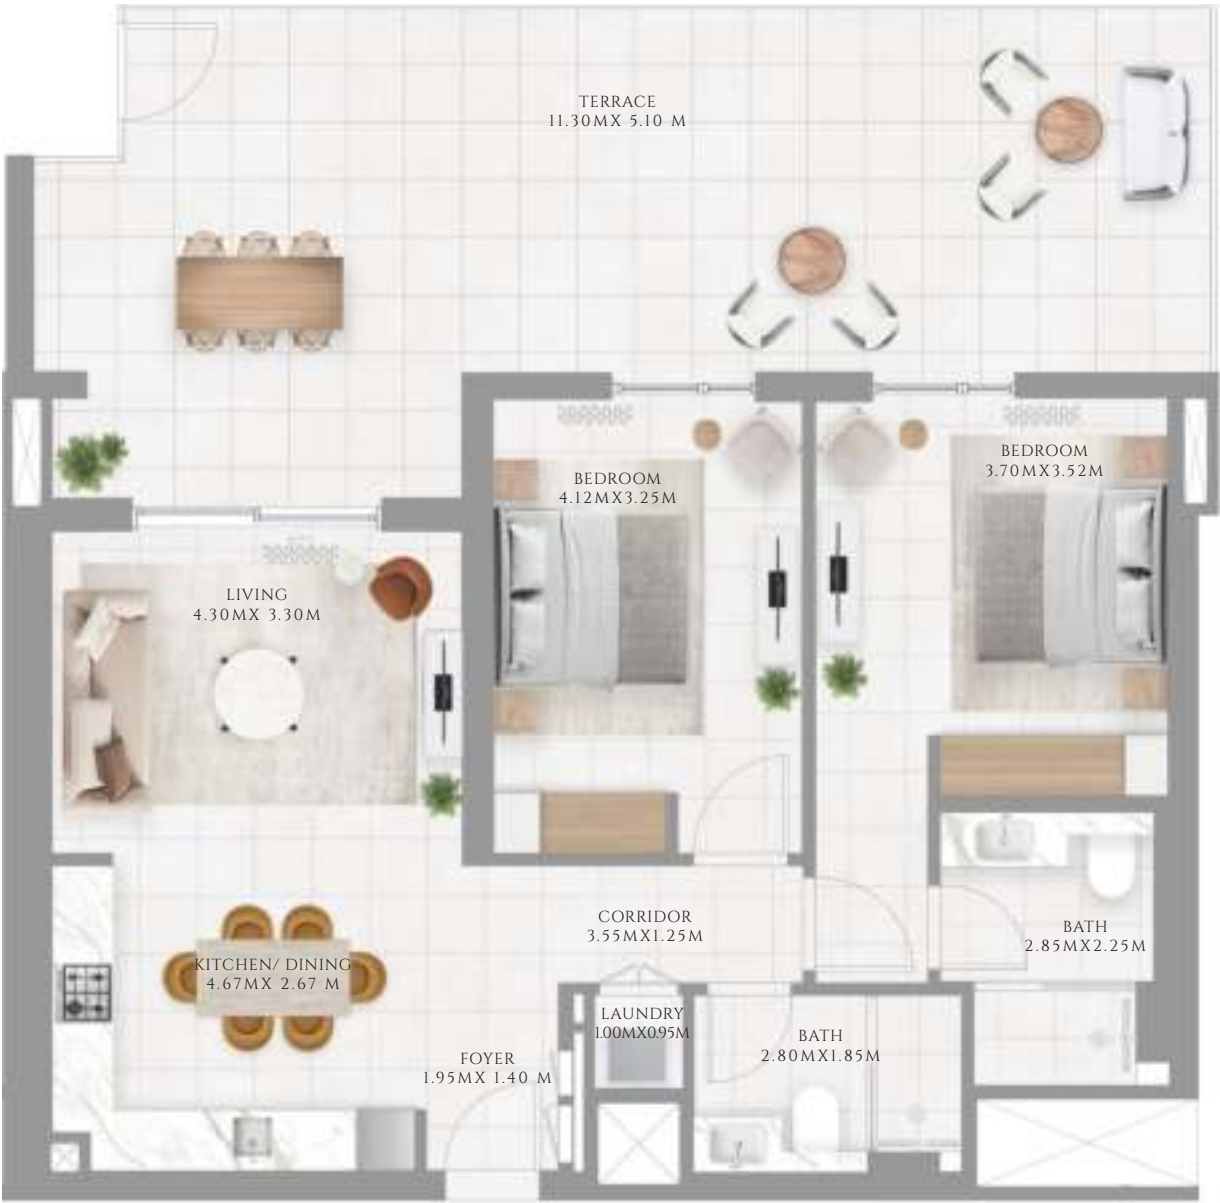 TERRACE
11.30MX 5.10 M
BEDROOM
4.12MX3.25M
BEDROOM
3.70MX3.52M
LIVING
4.30MX 3.30M
CORRIDOR
3.55MX1.25M
BATH
2.85MX2.25M
KITCHEN/ DINING
4.67MX 2.67 M
LAUNDRY
1.00MX0.95M
FOYER
1.95MX 1.40 M
BATH
2.80MX1.85M